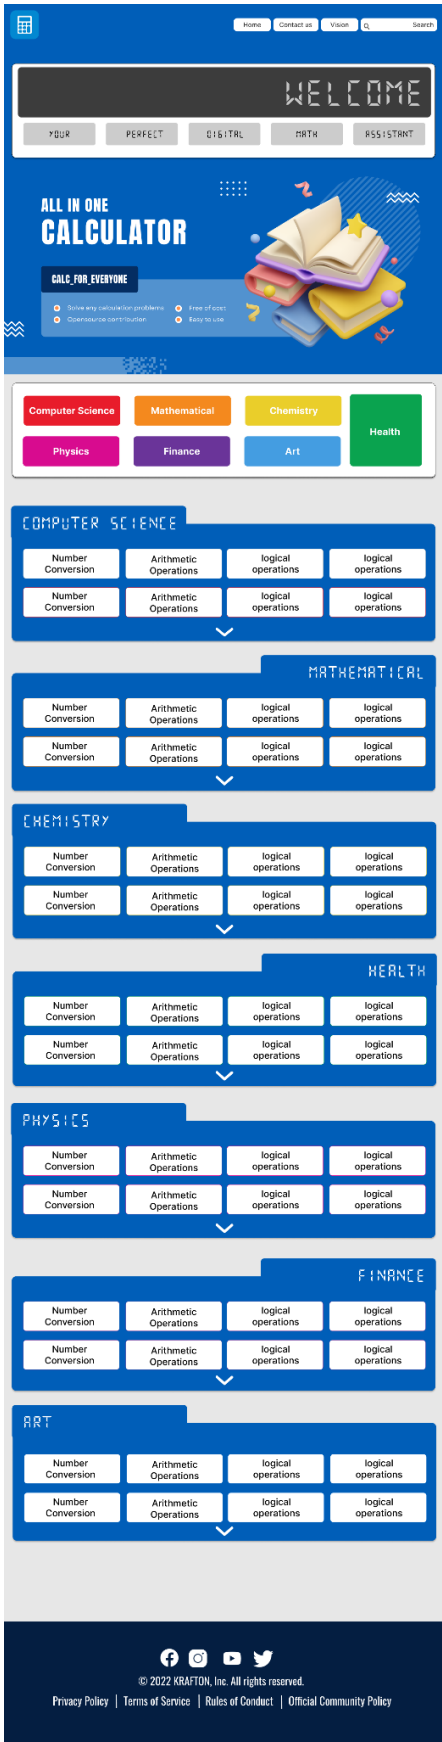 Home Contact us Vision Search
WELCOME
YOUR PERFECT DIGITAL MATH ASSISTANT
ALL IN ONE
CALCULATOR
CALC_FOR_EVERYONE
Solve any calculation problems Free of cost
Opensource contribution Easy to use
Computer Science Mathematical Chemistry
Health
Physics Finance Art
COMPUTER SCIENCE
Number Arithmetic logical logical
Conversion Operations operations operations
Number Arithmetic logical logical
Conversion Operations operations operations
MATHEMATICAL
Number Arithmetic logical logical
Conversion Operations operations operations
Number Arithmetic logical logical
Conversion Operations operations operations
CHEMISTRY
Number Arithmetic logical logical
Conversion Operations operations operations
Number Arithmetic logical logical
Conversion Operations operations operations
HEALTH
Number Arithmetic logical logical
Conversion Operations operations operations
Number Arithmetic logical logical
Conversion Operations operations operations
PHYSICS
Number Arithmetic logical logical
Conversion Operations operations operations
Number Arithmetic logical logical
Conversion Operations operations operations
FINANCE
Number Arithmetic logical logical
Conversion Operations operations operations
Number Arithmetic logical logical
Conversion Operations operations operations
ART
Number Arithmetic logical logical
Conversion Operations operations operations
Number Arithmetic logical logical
Conversion Operations operations operations
© 2022 KRAFTON, Inc. All rights reserved.
Privacy Policy | Terms of Service | Rules of Conduct | Official Community Policy